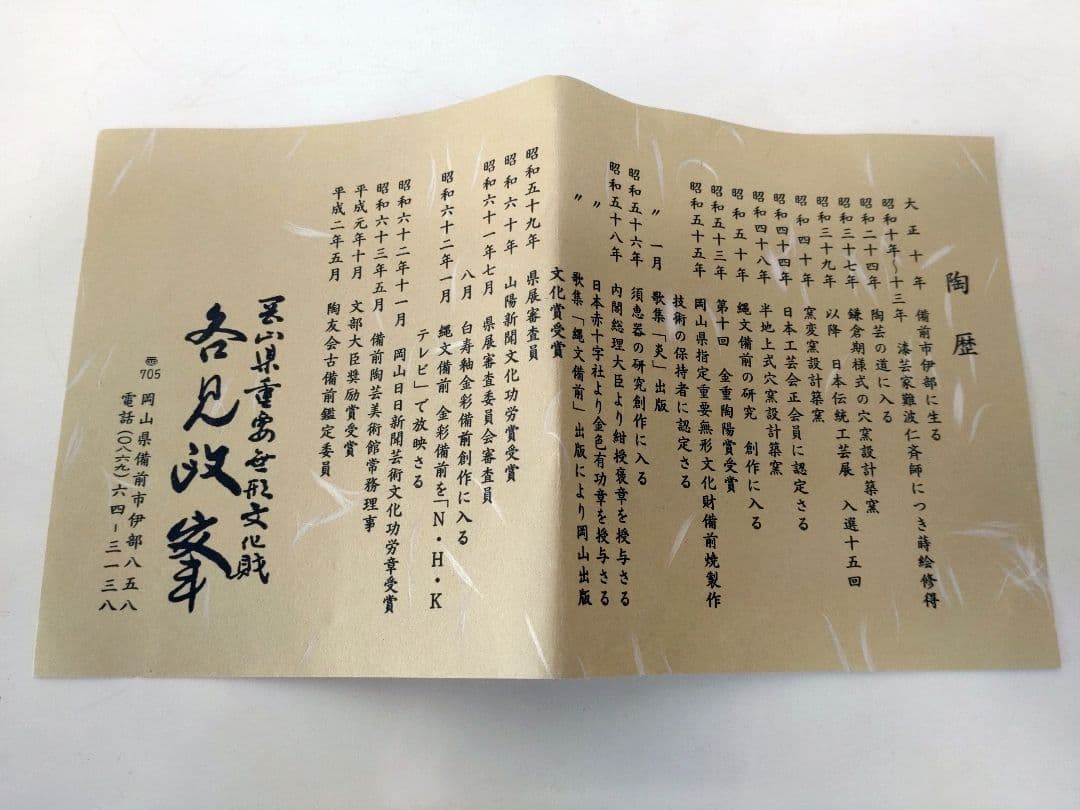 陶歴
大正十年 備前市伊部に生る
昭和十年〜十三年 漆芸家難波仁斉師につき蒔絵修得
昭和二十四年 陶芸の道に入る
昭和三十七年 鎌倉期様式の穴窯設計築窯
昭和三十九年 以降 日本伝統工芸展 入選十五回
昭和四十年 窯変窯設計築窯
昭和四十四年 日本工芸会正会員に認定さる
昭和四十八年 半地上式穴窯設計築窯
昭和五十年 縄文備前の研究 創作に入る
昭和五十三年 第十回 金重陶陽賞受賞
昭和五十五年 岡山県指定重要無形文化財備前焼製作
技術の保持者に認定さる
〃 一月 歌集「炎」出版
昭和五十六年 須恵器の研究創作に入る
昭和五十八年 内閣総理大臣より紺授褒章を授与さる
〃 日本赤十字社より金色有功章を授与さる
〃 歌集「縄文備前」出版により岡山出版
文化賞受賞
昭和五十九年 県展審査員
昭和六十年 山陽新聞文化功労賞受賞
昭和六十一年七月 県展審査委員会審査員
八月 白寿釉金彩備前創作に入る
昭和六十二年一月 縄文備前 金彩備前を「N・H・K
テレビ」で放映さる
昭和六十二年十一月 岡山日日新聞芸術文化功労章受賞
昭和六十三年五月 備前陶芸美術館常務理事
平成元年十月 文部大臣奨励賞受賞
平成二年五月 陶友会古備前鑑定委員
岡山県重要無形文化財
各見政峯
〒705 岡山県備前市伊部八五八
電話(〇八六九)六四-三一三八